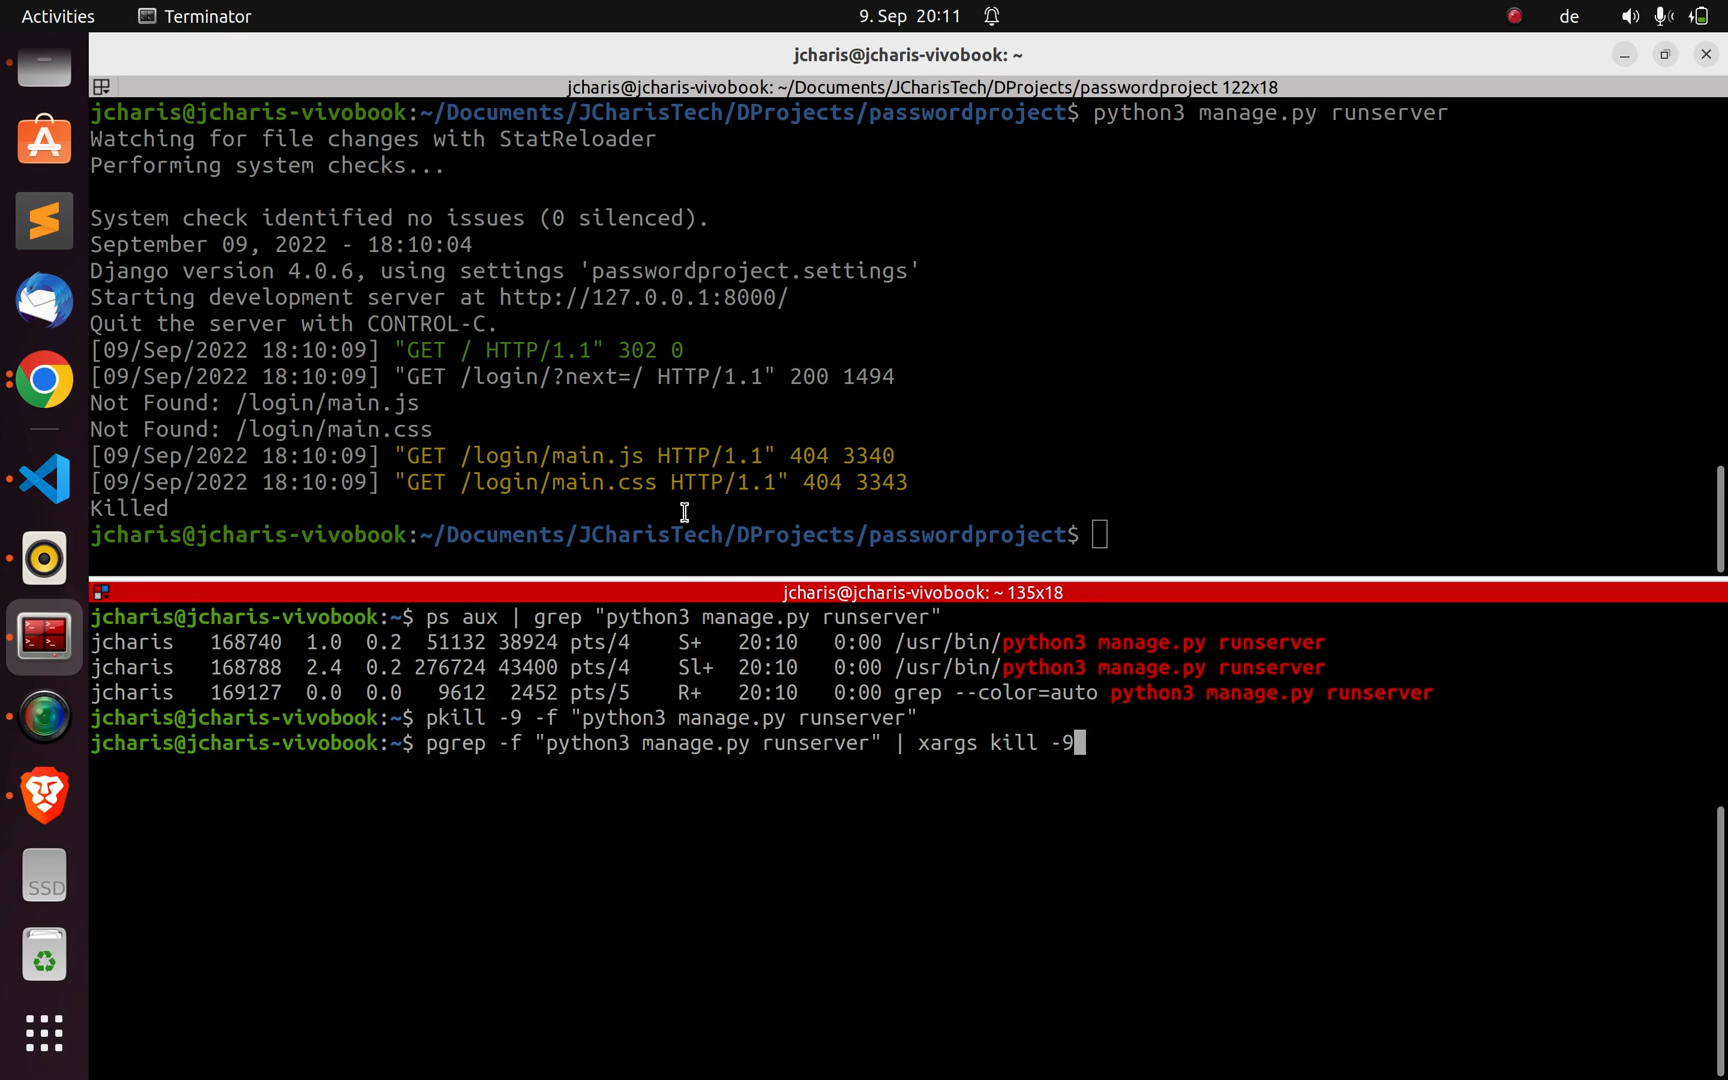 Activities
Terminator
9. Sep 20:11
de
jcharis@jcharis-vivobook: ~
jcharis@jcharis-vivobook: ~/Documents/JCharisTech/DProjects/passwordproject 122x18
jcharis@jcharis-vivobook:~/Documents/JCharisTech/DProjects/passwordproject$ python3 manage.py runserver
Watching for file changes with StatReloader
Performing system checks...
System check identified no issues (0 silenced).
September 09, 2022 - 18:10:04
Django version 4.0.6, using settings 'passwordproject.settings'
Starting development server at http://127.0.0.1:8000/
Quit the server with CONTROL-C.
[09/Sep/2022 18:10:09] "GET / HTTP/1.1" 302 0
[09/Sep/2022 18:10:09] "GET /login/?next=/ HTTP/1.1" 200 1494
Not Found: /login/main.js
Not Found: /login/main.css
[09/Sep/2022 18:10:09] "GET /login/main.js HTTP/1.1" 404 3340
[09/Sep/2022 18:10:09] "GET /login/main.css HTTP/1.1" 404 3343
Killed
jcharis@jcharis-vivobook:~/Documents/JCharisTech/DProjects/passwordproject$
jcharis@jcharis-vivobook: ~ 135x18
jcharis@jcharis-vivobook:~$ ps aux | grep "python3 manage.py runserver"
jcharis 168740 1.0 0.2 51132 38924 pts/4 S+ 20:10 0:00 /usr/bin/python3 manage.py runserver
jcharis 168788 2.4 0.2 276724 43400 pts/4 Sl+ 20:10 0:00 /usr/bin/python3 manage.py runserver
jcharis 169127 0.0 0.0 9612 2452 pts/5 R+ 20:10 0:00 grep --color=auto python3 manage.py runserver
jcharis@jcharis-vivobook:~$ pkill -9 -f "python3 manage.py runserver"
jcharis@jcharis-vivobook:~$ pgrep -f "python3 manage.py runserver" | xargs kill -9
SSD